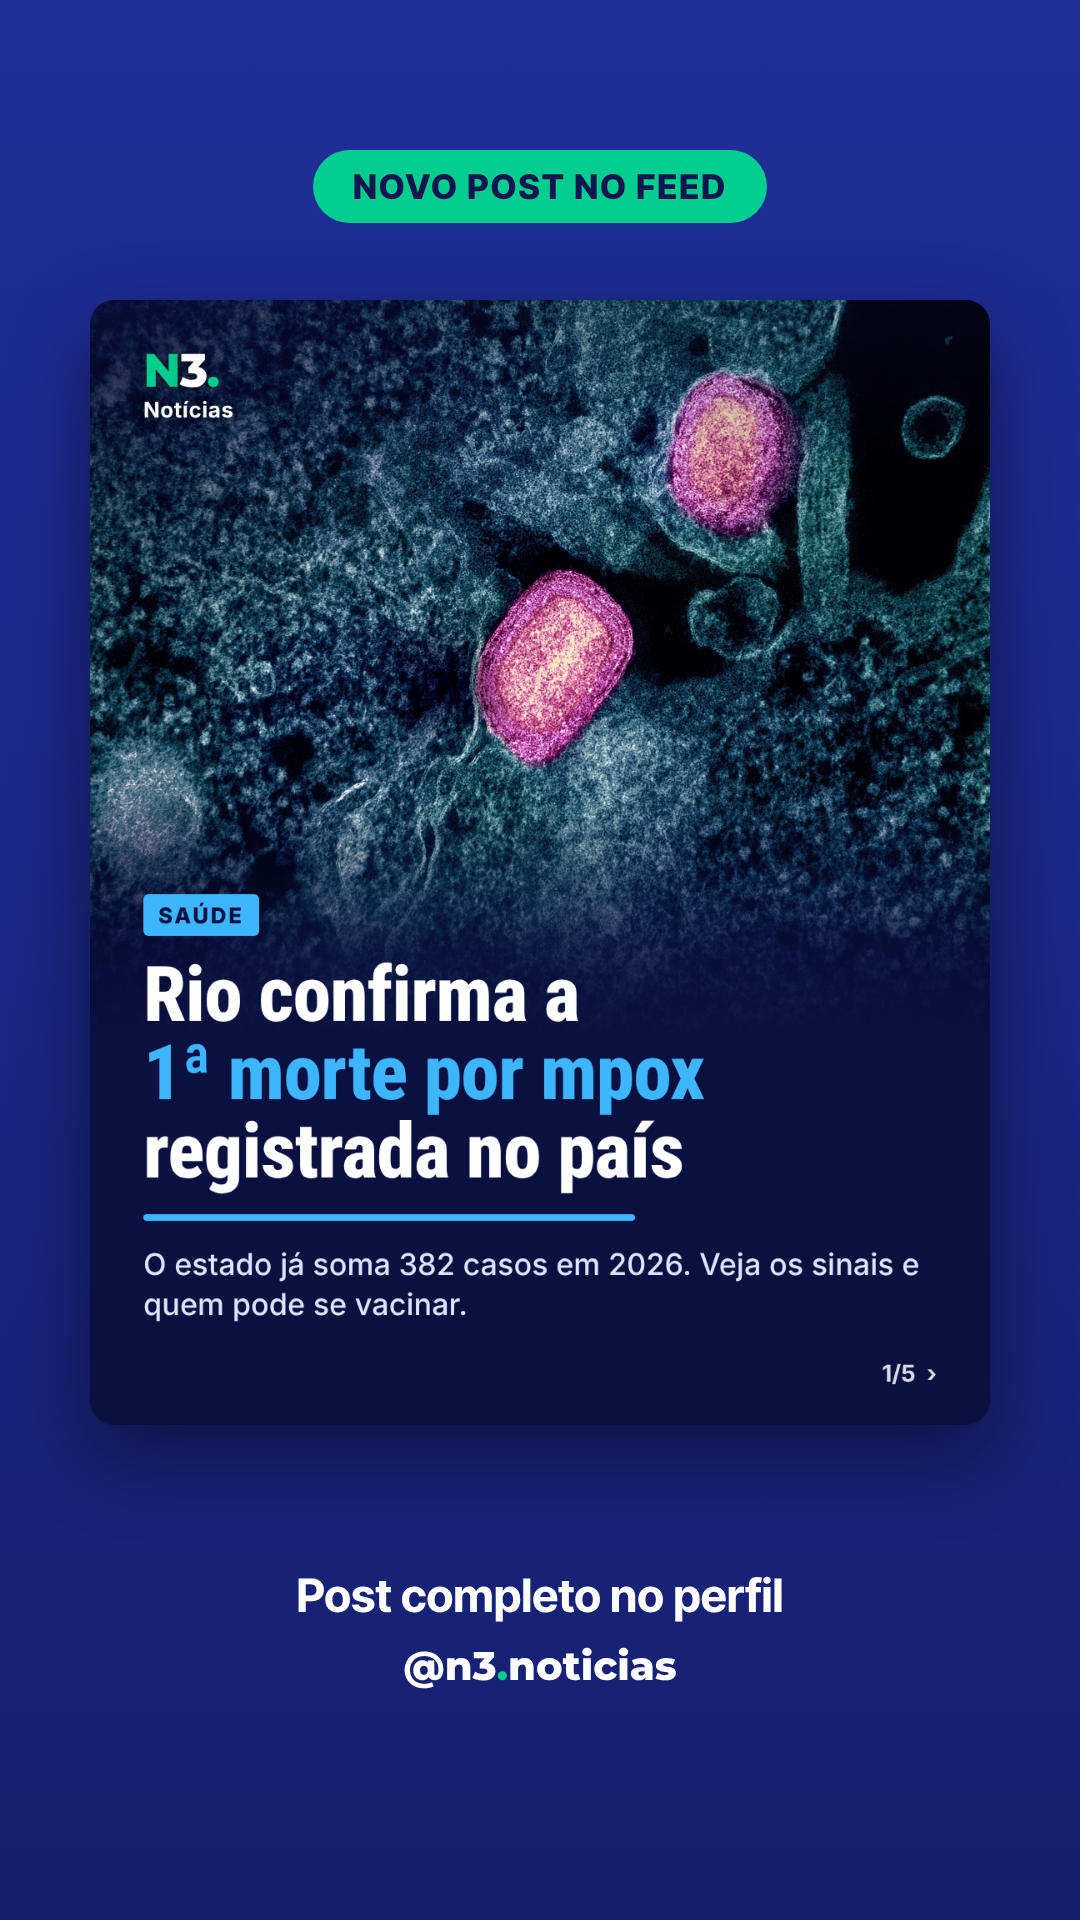 NOVO POST NO FEED
N3.
Notícias
SAÚDE
Rio confirma a
1ª morte por mpox
registrada no país
O estado já soma 382 casos em 2026. Veja os sinais e
quem pode se vacinar.
1/5 ›
Post completo no perfil
@n3.noticias